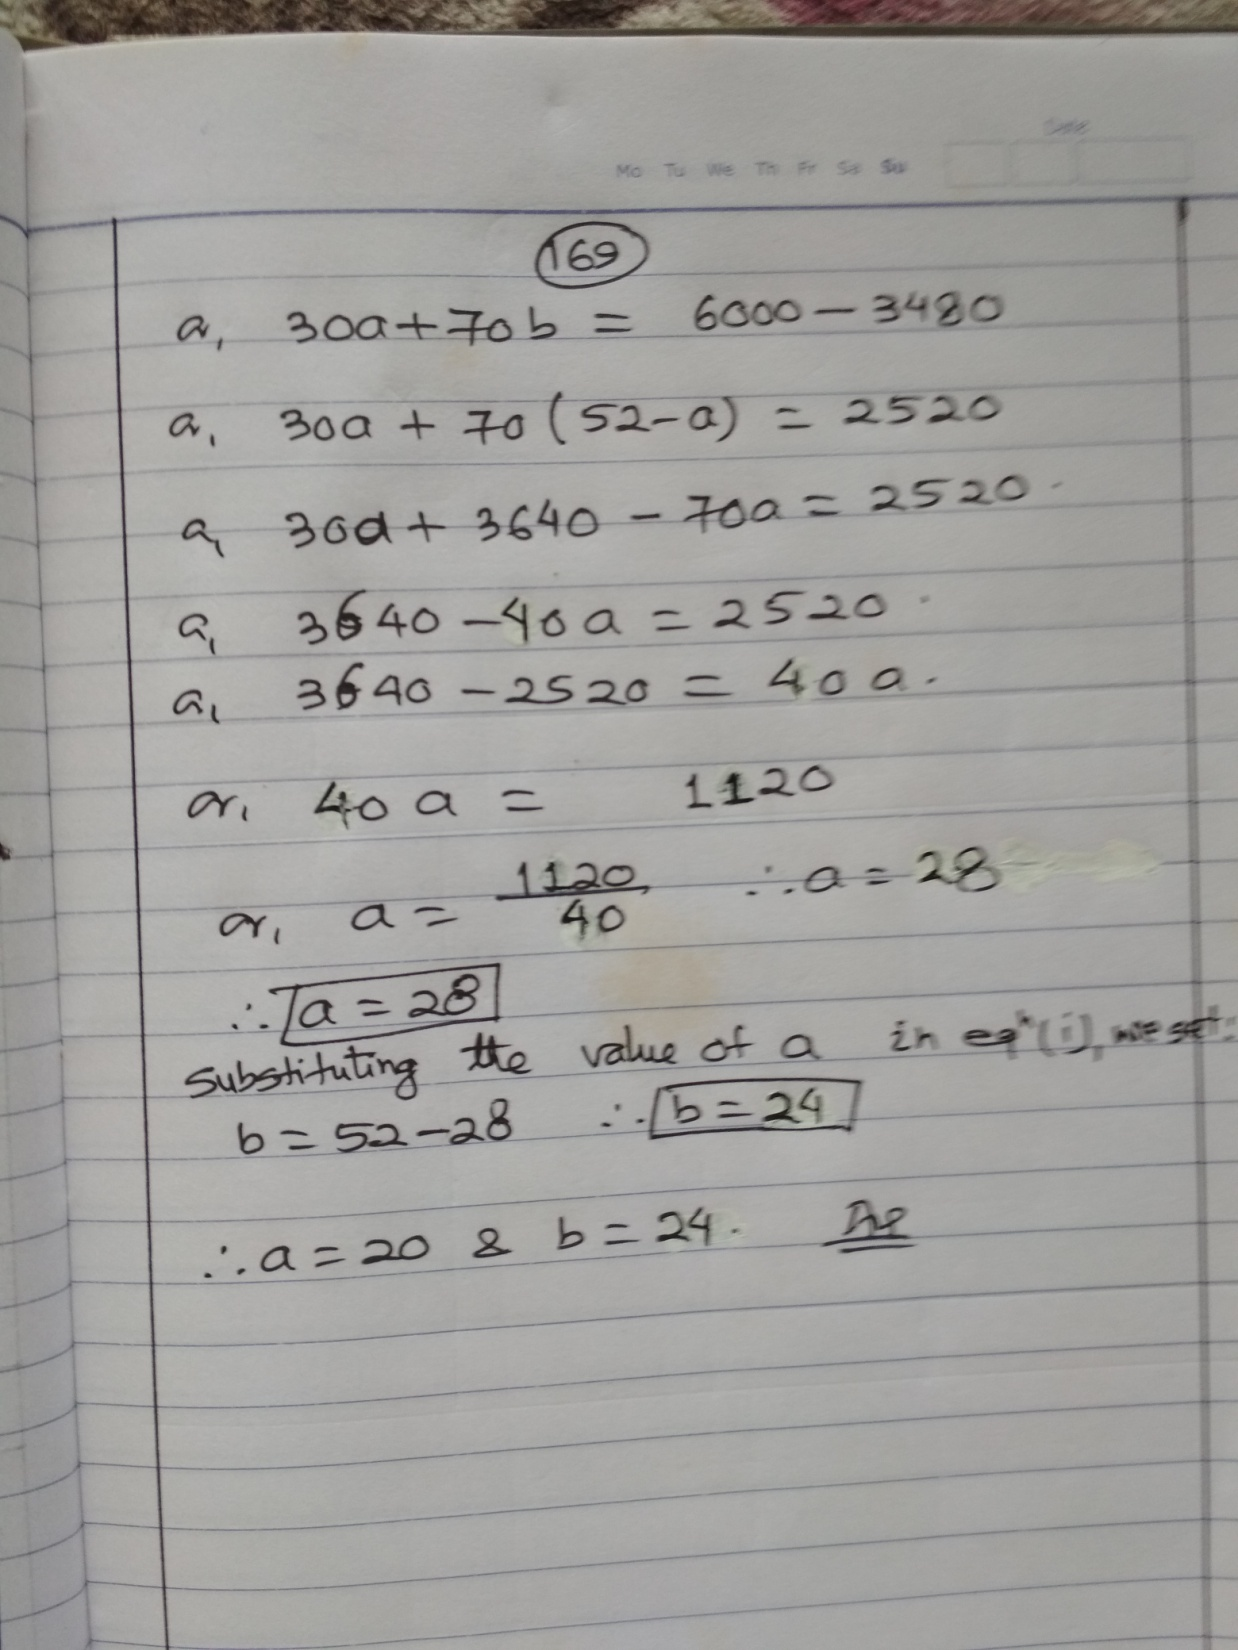 Date
Mo Tu We Th Fr Sa Su
169
or, 30a+70b = 6000-3480
or, 30a + 70(52-a) = 2520
or, 30a + 3640 - 70a = 2520
or, 3640 - 40a = 2520
or, 3640 - 2520 = 40a.
or, 40a = 1120
or, a = 1120/40, ∴a = 28
∴ a = 28
substituting the value of a in eqⁿ(i), we get:
b = 52-28 ∴ b = 24
∴ a = 20 & b = 24.